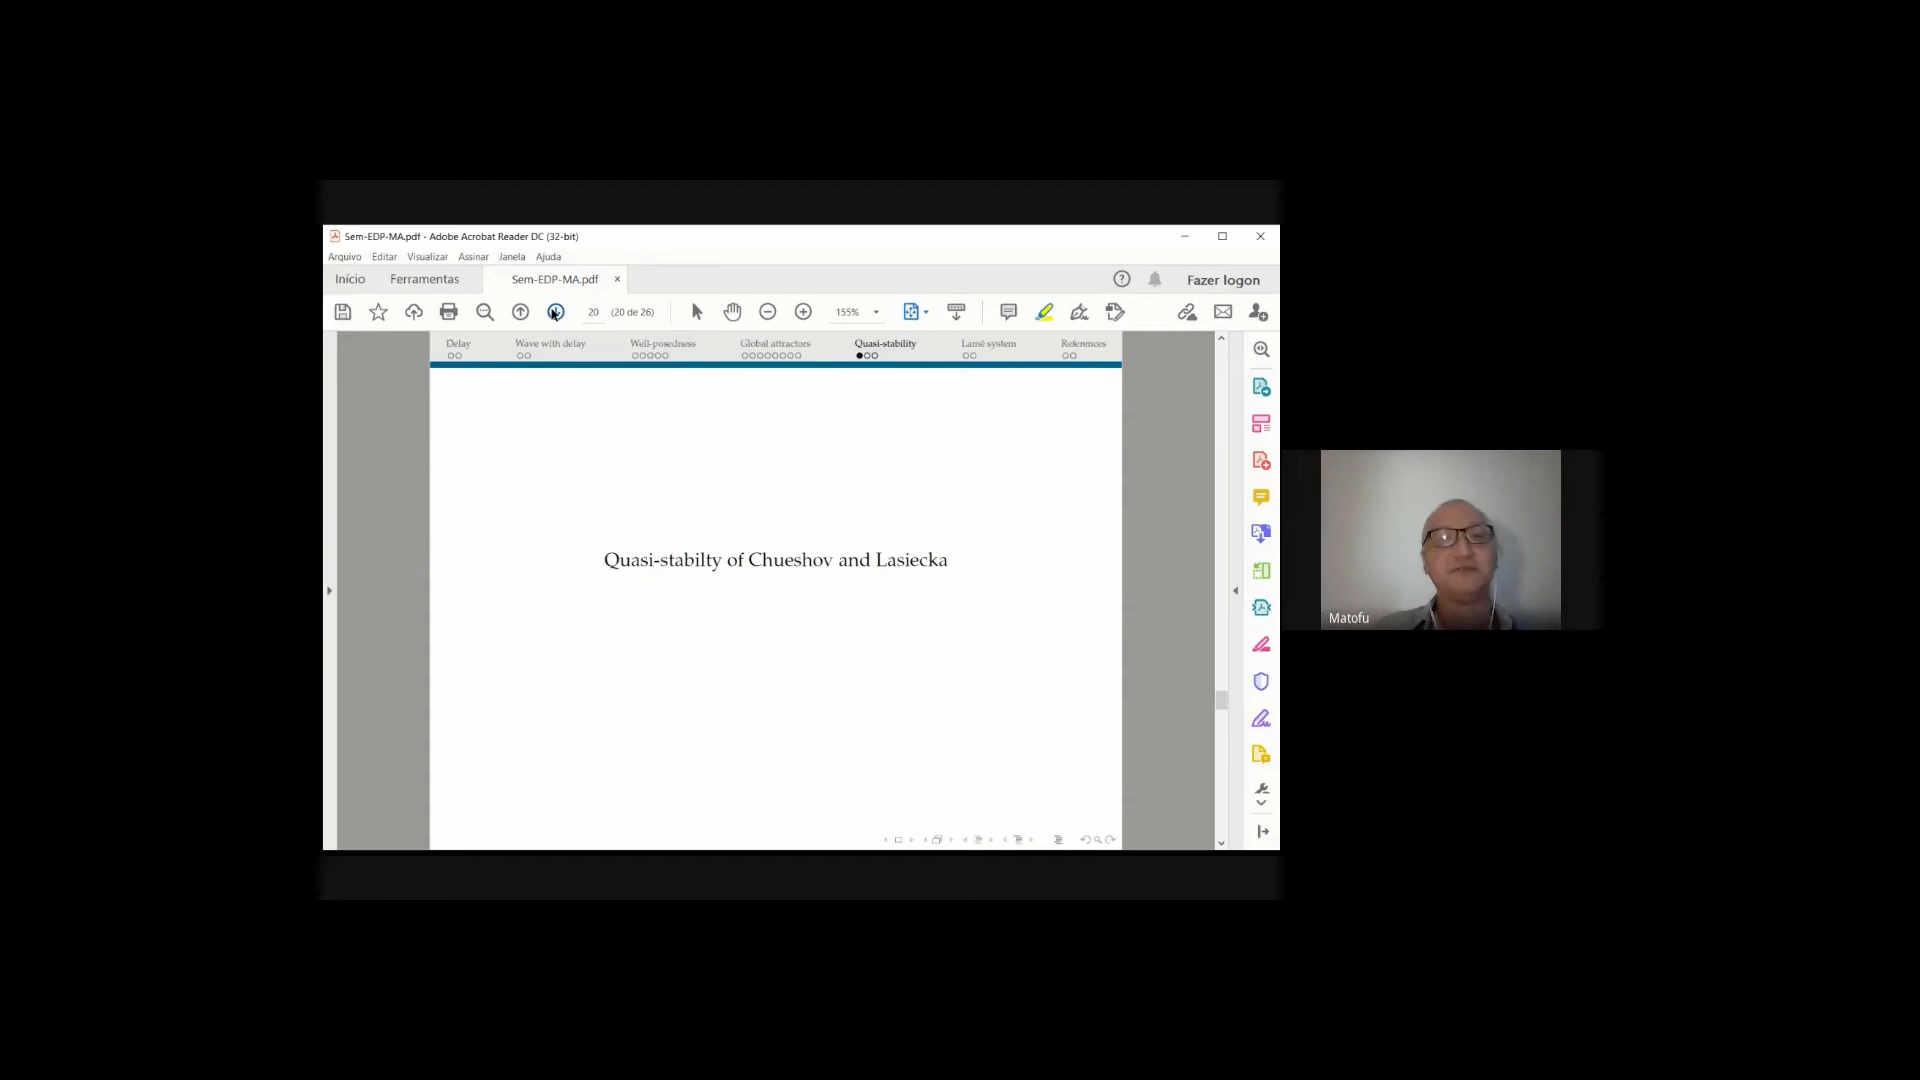 Sem-EDP-MA.pdf - Adobe Acrobat Reader DC (32-bit)
Arquivo Editar Visualizar Assinar Janela Ajuda
Início Ferramentas Sem-EDP-MA.pdf × Fazer logon
20 (20 de 26) 155%
Delay Wave with delay Well-posedness Global attractors Quasi-stability Lamé system References
Quasi-stabilty of Chueshov and Lasiecka
Matofu